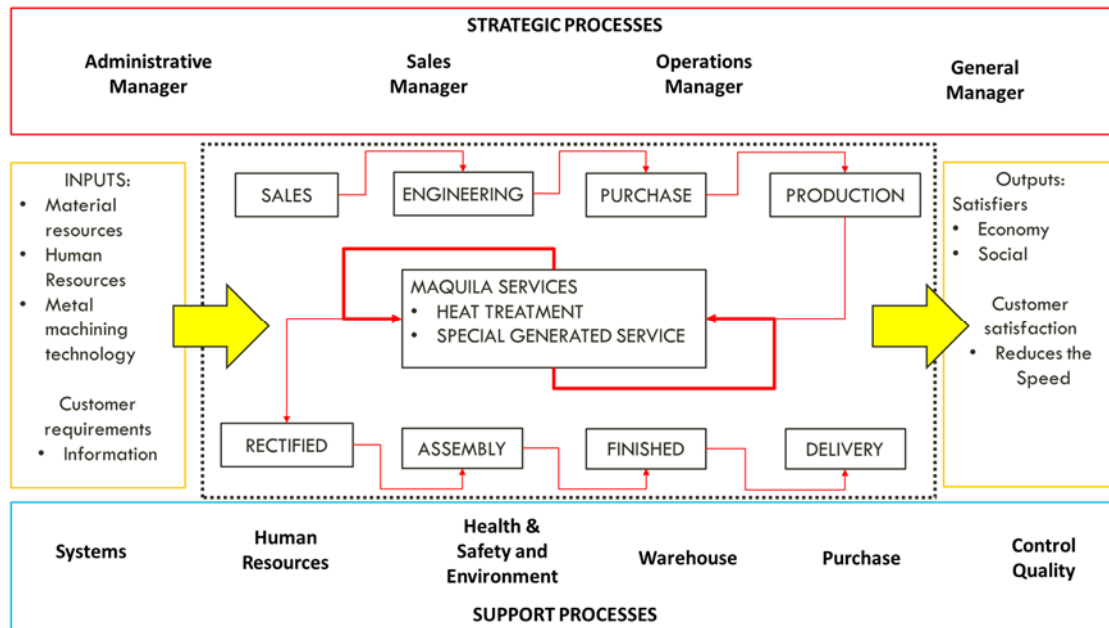 STRATEGIC PROCESSES
Administrative
Manager
Sales
Manager
Operations
Manager
General
Manager
INPUTS:
• Material
resources
• Human
Resources
• Metal
machining
technology
Customer
requirements
• Information
SALES
ENGINEERING
PURCHASE
PRODUCTION
MAQUILA SERVICES
• HEAT TREATMENT
• SPECIAL GENERATED SERVICE
RECTIFIED
ASSEMBLY
FINISHED
DELIVERY
Outputs:
Satisfiers
• Economy
• Social
Customer
satisfaction
• Reduces the
Speed
Systems
Human
Resources
Health &
Safety and
Environment
Warehouse
Purchase
Control
Quality
SUPPORT PROCESSES